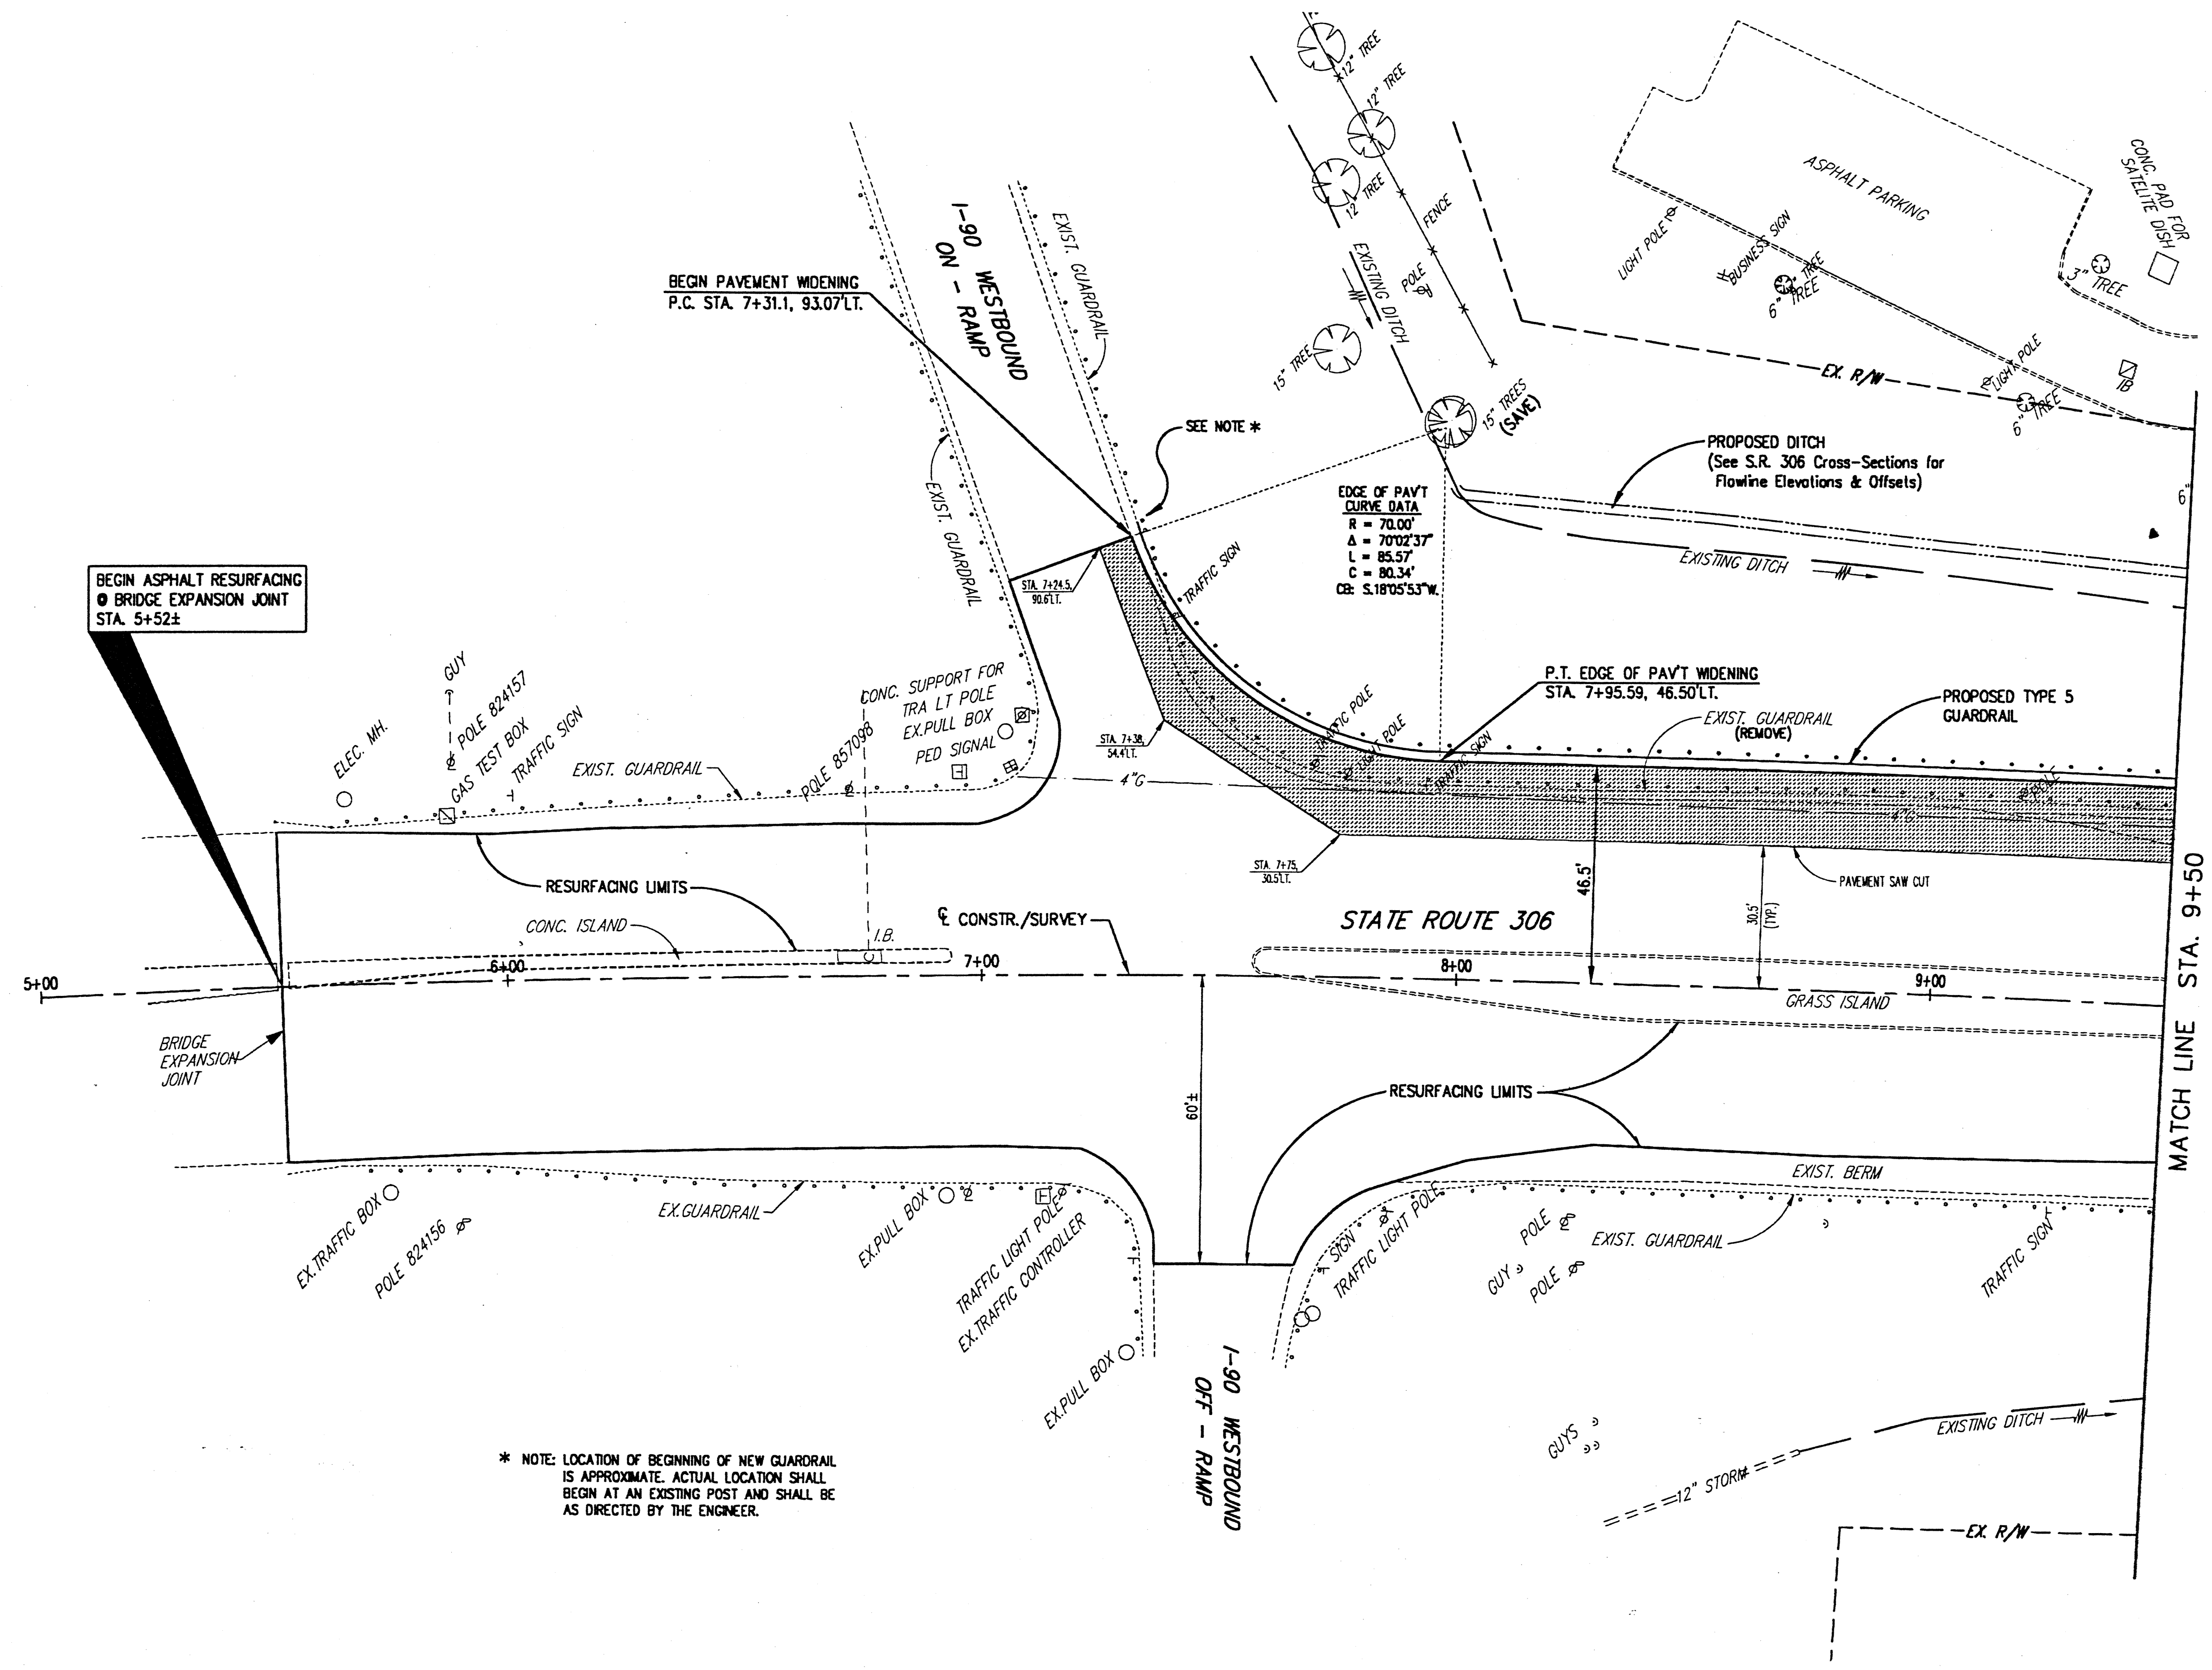 12" TREE
12" TREE
12" TREE
FENCE
POLE
EXISTING DITCH
15" TREE
15" TREES
(SAVE)
ASPHALT PARKING
CONC. PAD FOR
SATELITE DISH
LIGHT POLE
BUSINESS SIGN
6" TREE
TREE
3" TREE
LIGHT POLE
6" TREE
IB
EX. R/W
6"
I-90 WESTBOUND
ON - RAMP
EXIST. GUARDRAIL
EXIST. GUARDRAIL
BEGIN PAVEMENT WIDENING
P.C. STA. 7+31.1, 93.07'LT.
SEE NOTE *
PROPOSED DITCH
(See S.R. 306 Cross-Sections for
Flowline Elevations & Offsets)
EXISTING DITCH
EDGE OF PAV'T
CURVE DATA
R = 70.00'
Δ = 70°02'37"
L = 85.57'
C = 80.34'
CB: S.18°05'53"W.
TRAFFIC SIGN
STA. 7+24.5,
90.6'LT.
BEGIN ASPHALT RESURFACING
@ BRIDGE EXPANSION JOINT
STA. 5+52±
ELEC. MH.
GUY
POLE 824157
GAS TEST BOX
TRAFFIC SIGN
EXIST. GUARDRAIL
POLE 857098
CONC. SUPPORT FOR
TRA LT POLE
EX.PULL BOX
PED SIGNAL
4"G
STA. 7+38,
54.4'LT.
TRAFFIC POLE
LIGHT POLE
TRAFFIC SIGN
P.T. EDGE OF PAV'T WIDENING
STA. 7+95.59, 46.50'LT.
EXIST. GUARDRAIL
(REMOVE)
PROPOSED TYPE 5
GUARDRAIL
POLE
4"G
STA. 7+75,
30.5'LT.
46.5'
30.5'
(TYP.)
PAVEMENT SAW CUT
RESURFACING LIMITS
CONC. ISLAND
I.B.
℄ CONSTR./SURVEY
STATE ROUTE 306
5+00
6+00
7+00
8+00
9+00
GRASS ISLAND
MATCH LINE STA. 9+50
BRIDGE
EXPANSION
JOINT
60'±
RESURFACING LIMITS
EXIST. BERM
EX.TRAFFIC BOX
POLE 824156
EX.GUARDRAIL
EX.PULL BOX
TRAFFIC LIGHT POLE
EX.TRAFFIC CONTROLLER
EX.PULL BOX
SIGN
TRAFFIC LIGHT POLE
POLE
GUY
POLE
EXIST. GUARDRAIL
TRAFFIC SIGN
I-90 WESTBOUND
OFF - RAMP
GUYS
EXISTING DITCH
12" STORM
EX. R/W
* NOTE: LOCATION OF BEGINNING OF NEW GUARDRAIL
IS APPROXIMATE. ACTUAL LOCATION SHALL
BEGIN AT AN EXISTING POST AND SHALL BE
AS DIRECTED BY THE ENGINEER.